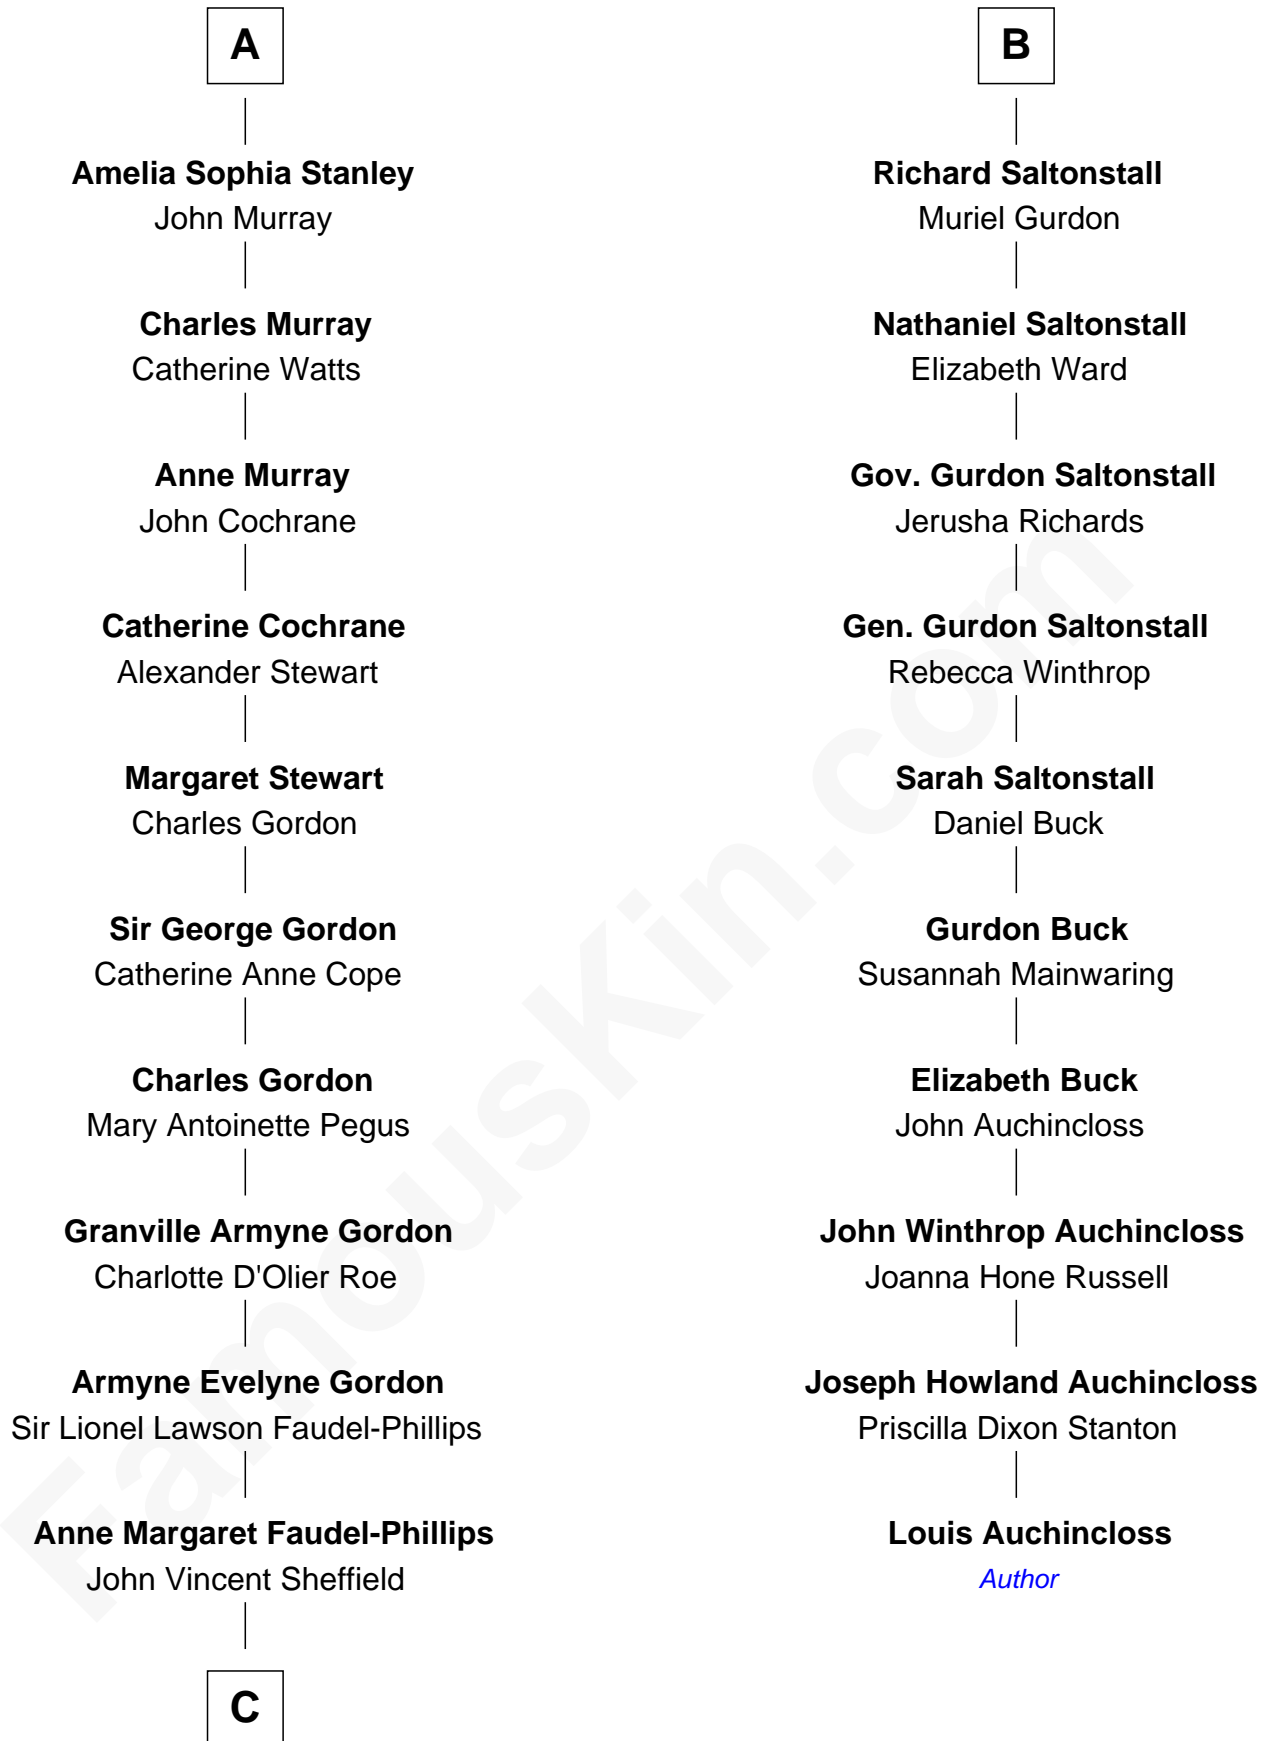 A
Amelia Sophia Stanley
John Murray
Charles Murray
Catherine Watts
Anne Murray
John Cochrane
Catherine Cochrane
Alexander Stewart
Margaret Stewart
Charles Gordon
Sir George Gordon
Catherine Anne Cope
Charles Gordon
Mary Antoinette Pegus
Granville Armyne Gordon
Charlotte D'Olier Roe
Armyne Evelyne Gordon
Sir Lionel Lawson Faudel-Phillips
Anne Margaret Faudel-Phillips
John Vincent Sheffield
C
B
Richard Saltonstall
Muriel Gurdon
Nathaniel Saltonstall
Elizabeth Ward
Gov. Gurdon Saltonstall
Jerusha Richards
Gen. Gurdon Saltonstall
Rebecca Winthrop
Sarah Saltonstall
Daniel Buck
Gurdon Buck
Susannah Mainwaring
Elizabeth Buck
John Auchincloss
John Winthrop Auchincloss
Joanna Hone Russell
Joseph Howland Auchincloss
Priscilla Dixon Stanton
Louis Auchincloss
Author
FamousKin.com